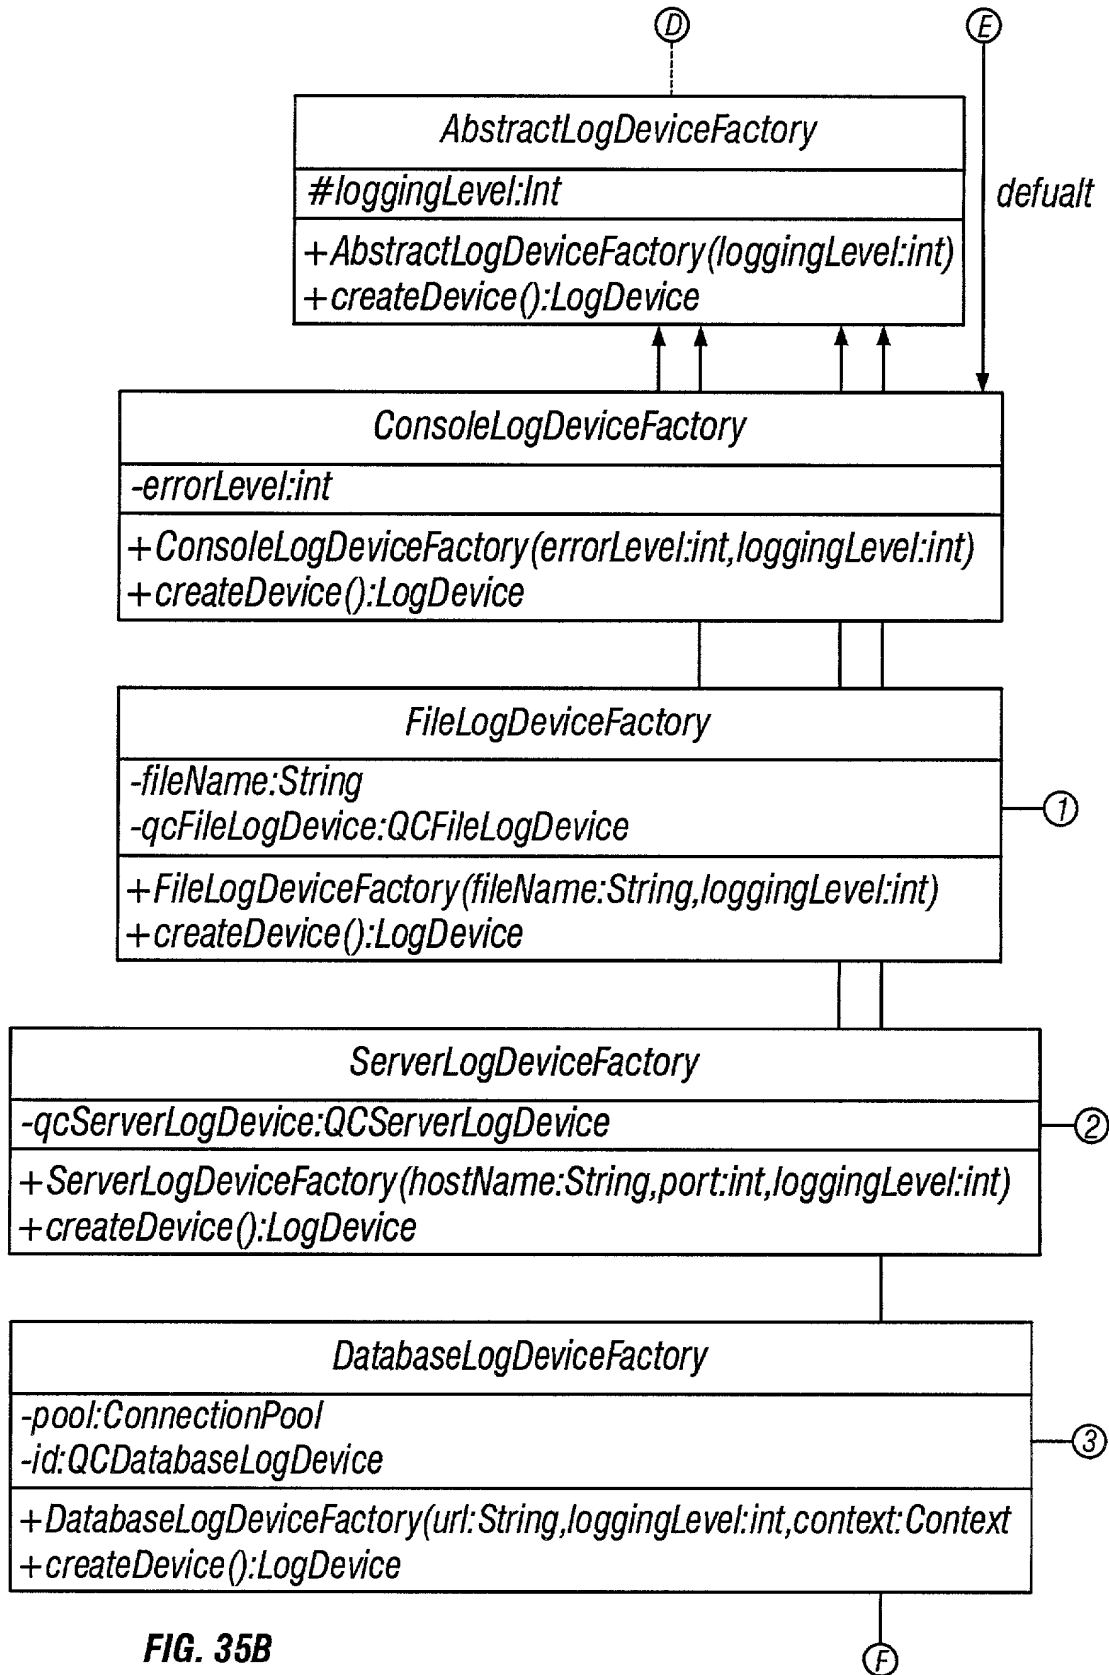 D
E
AbstractLogDeviceFactory
#loggingLevel:Int
defualt
+AbstractLogDeviceFactory(loggingLevel:int)
+createDevice():LogDevice
ConsoleLogDeviceFactory
-errorLevel:int
+ConsoleLogDeviceFactory(errorLevel:int,loggingLevel:int)
+createDevice():LogDevice
FileLogDeviceFactory
-fileName:String
-qcFileLogDevice:QCFileLogDevice
1
+FileLogDeviceFactory(fileName:String,loggingLevel:int)
+createDevice():LogDevice
ServerLogDeviceFactory
-qcServerLogDevice:QCServerLogDevice
2
+ServerLogDeviceFactory(hostName:String,port:int,loggingLevel:int)
+createDevice():LogDevice
DatabaseLogDeviceFactory
-pool:ConnectionPool
-id:QCDatabaseLogDevice
3
+DatabaseLogDeviceFactory(url:String,loggingLevel:int,context:Context
+createDevice():LogDevice
FIG. 35B
F